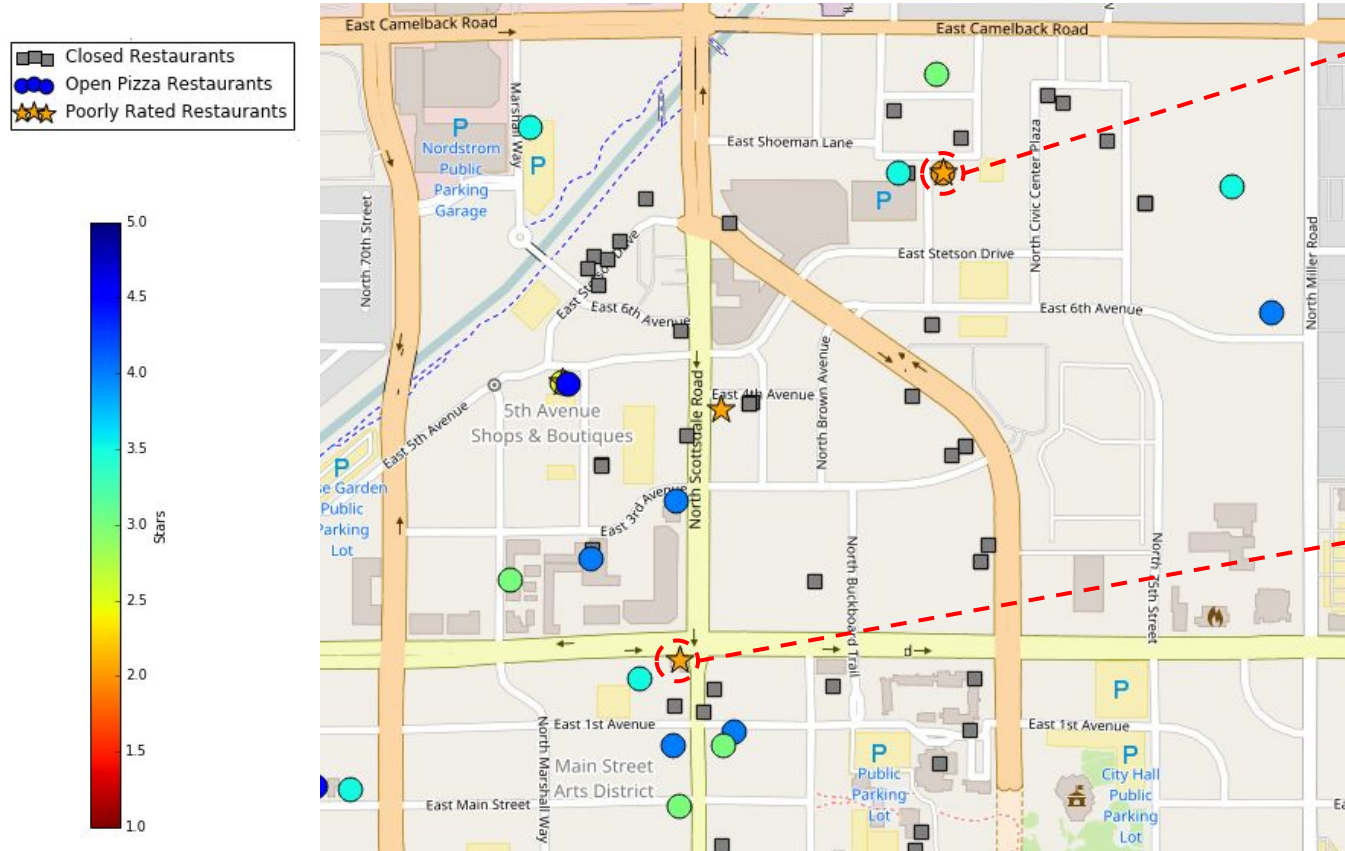 Closed Restaurants
Open Pizza Restaurants
Poorly Rated Restaurants
5.0
4.5
4.0
3.5
3.0
2.5
2.0
1.5
1.0
Stars
East Camelback Road
East Camelback Road
Marshall Way
P
Nordstrom
Public
Parking
Garage
P
North 70th Street
East Shoeman Lane
P
North Civic Center Plaza
North Miller Road
East Stetson Drive
East 6th Avenue
East 6th Avenue
East 4th Avenue
North Brown Avenue
North Scottsdale Road
5th Avenue
Shops & Boutiques
East 5th Avenue
P
se Garden
Public
Parking
Lot
East 3rd Avenue
North Buckboard Trail
North 75th Street
East 1st Avenue
East 1st Avenue
North Marshall Way
Main Street
Arts District
East Main Street
P
Public
Parking
Lot
P
P
City Hall
Public
Parking
Lot